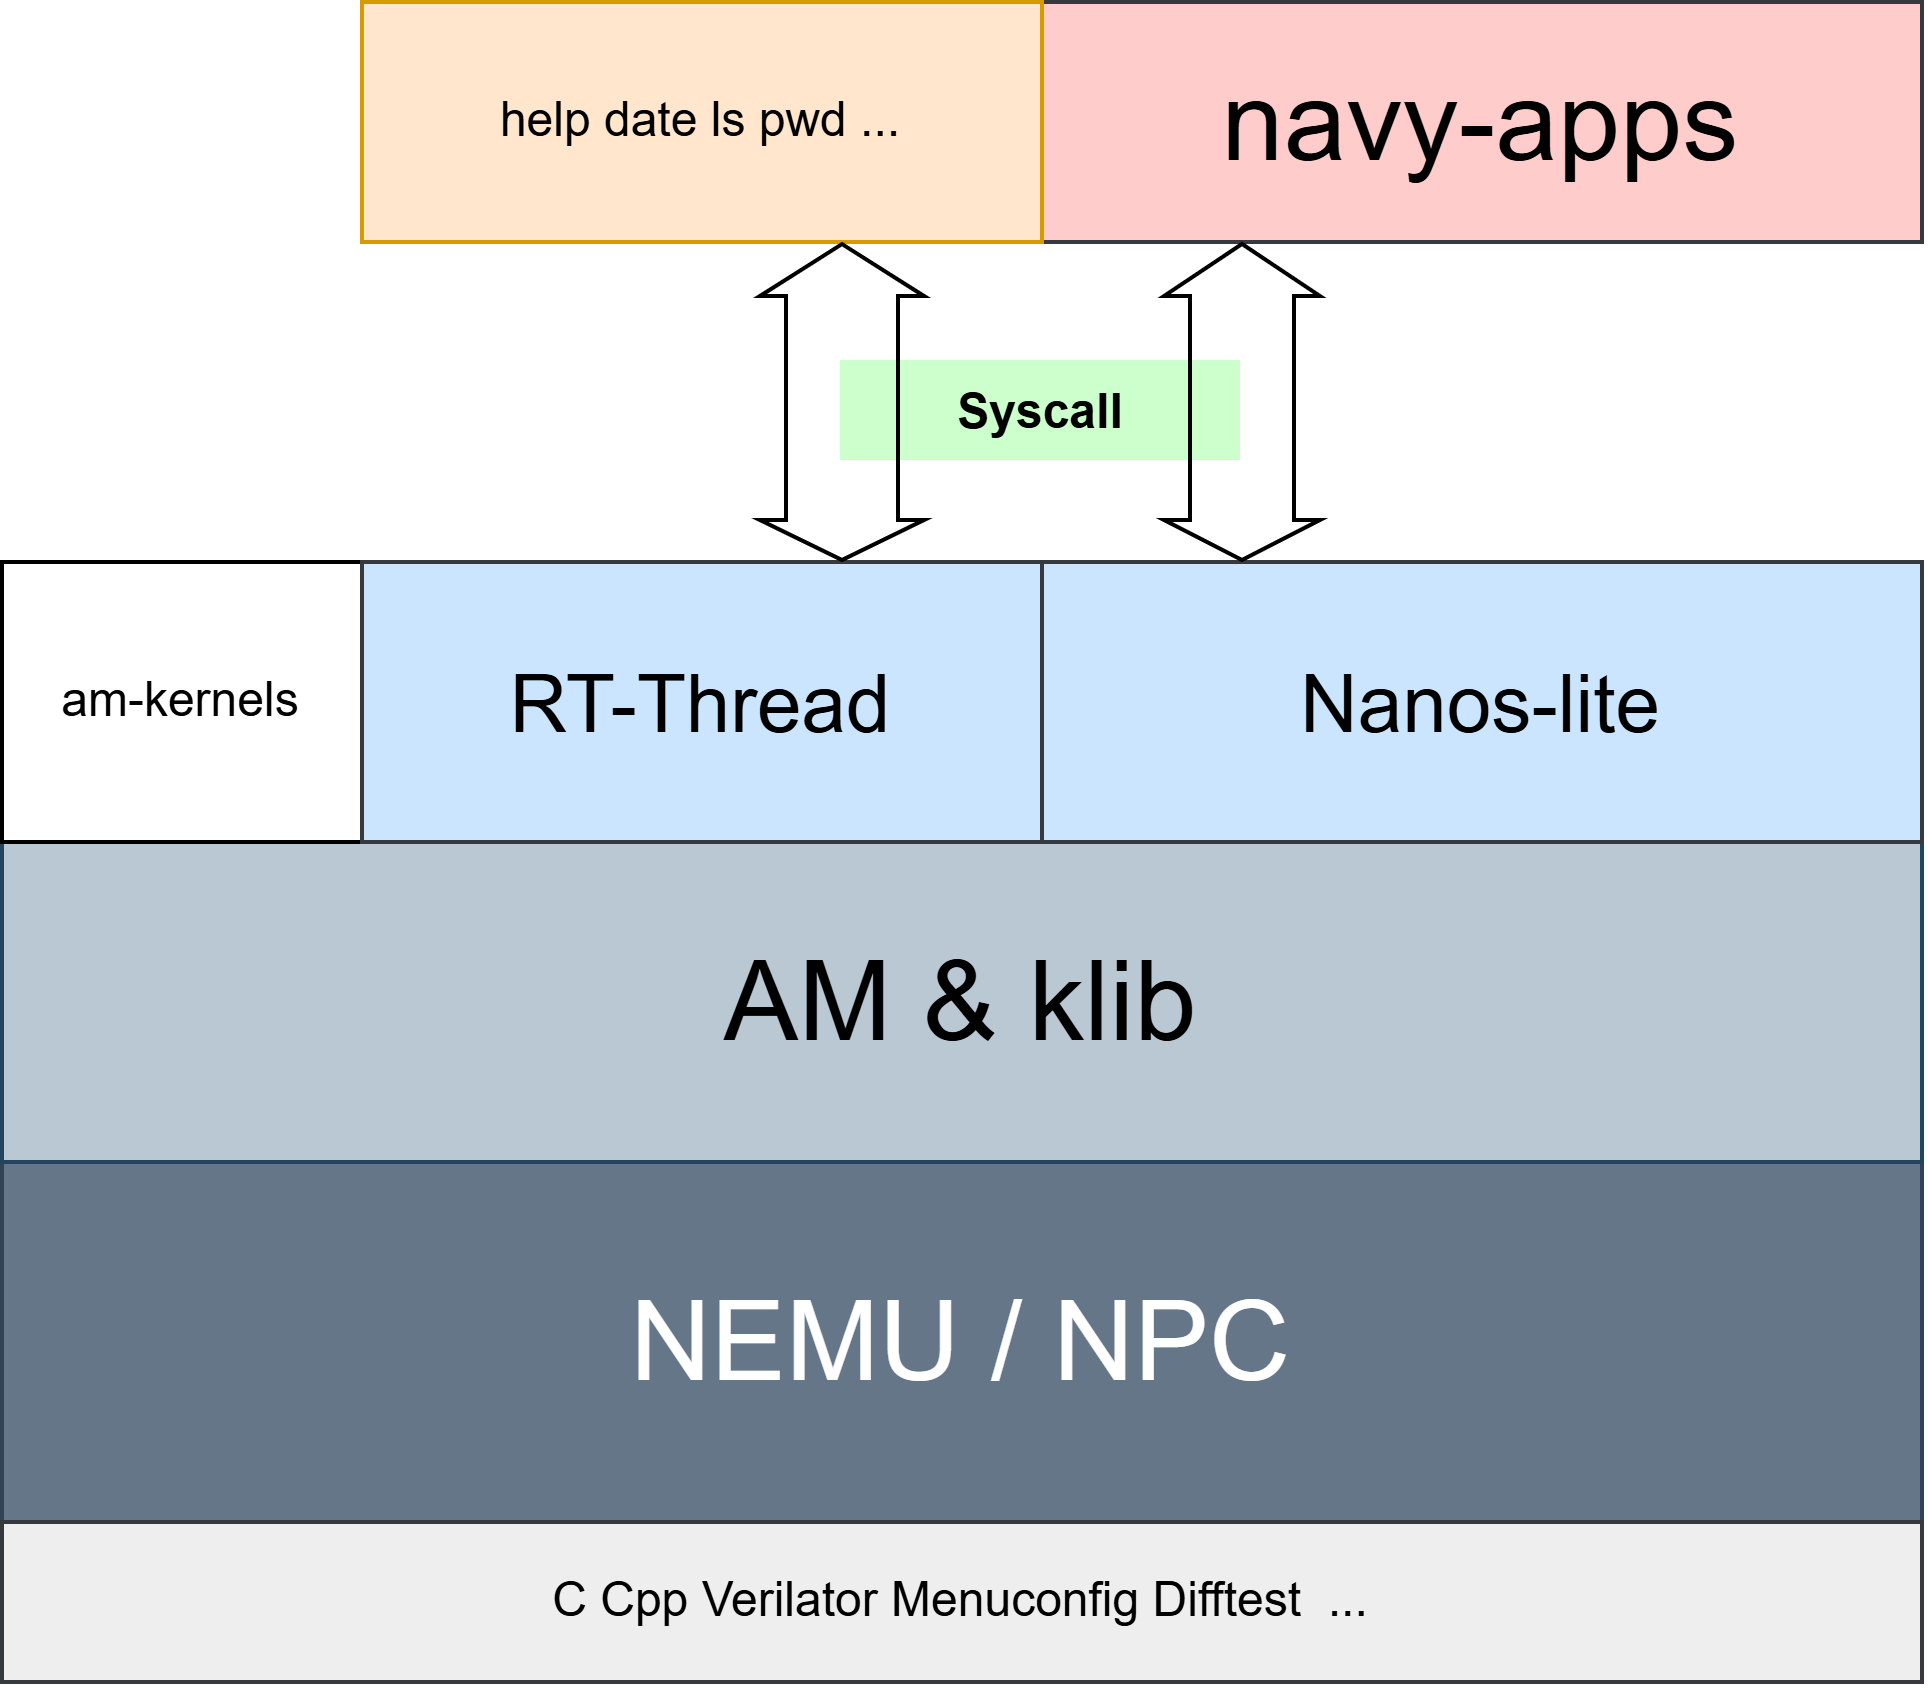 help date ls pwd ...
navy-apps
Syscall
am-kernels
RT-Thread
Nanos-lite
AM & klib
NEMU / NPC
C Cpp Verilator Menuconfig Difftest  ...